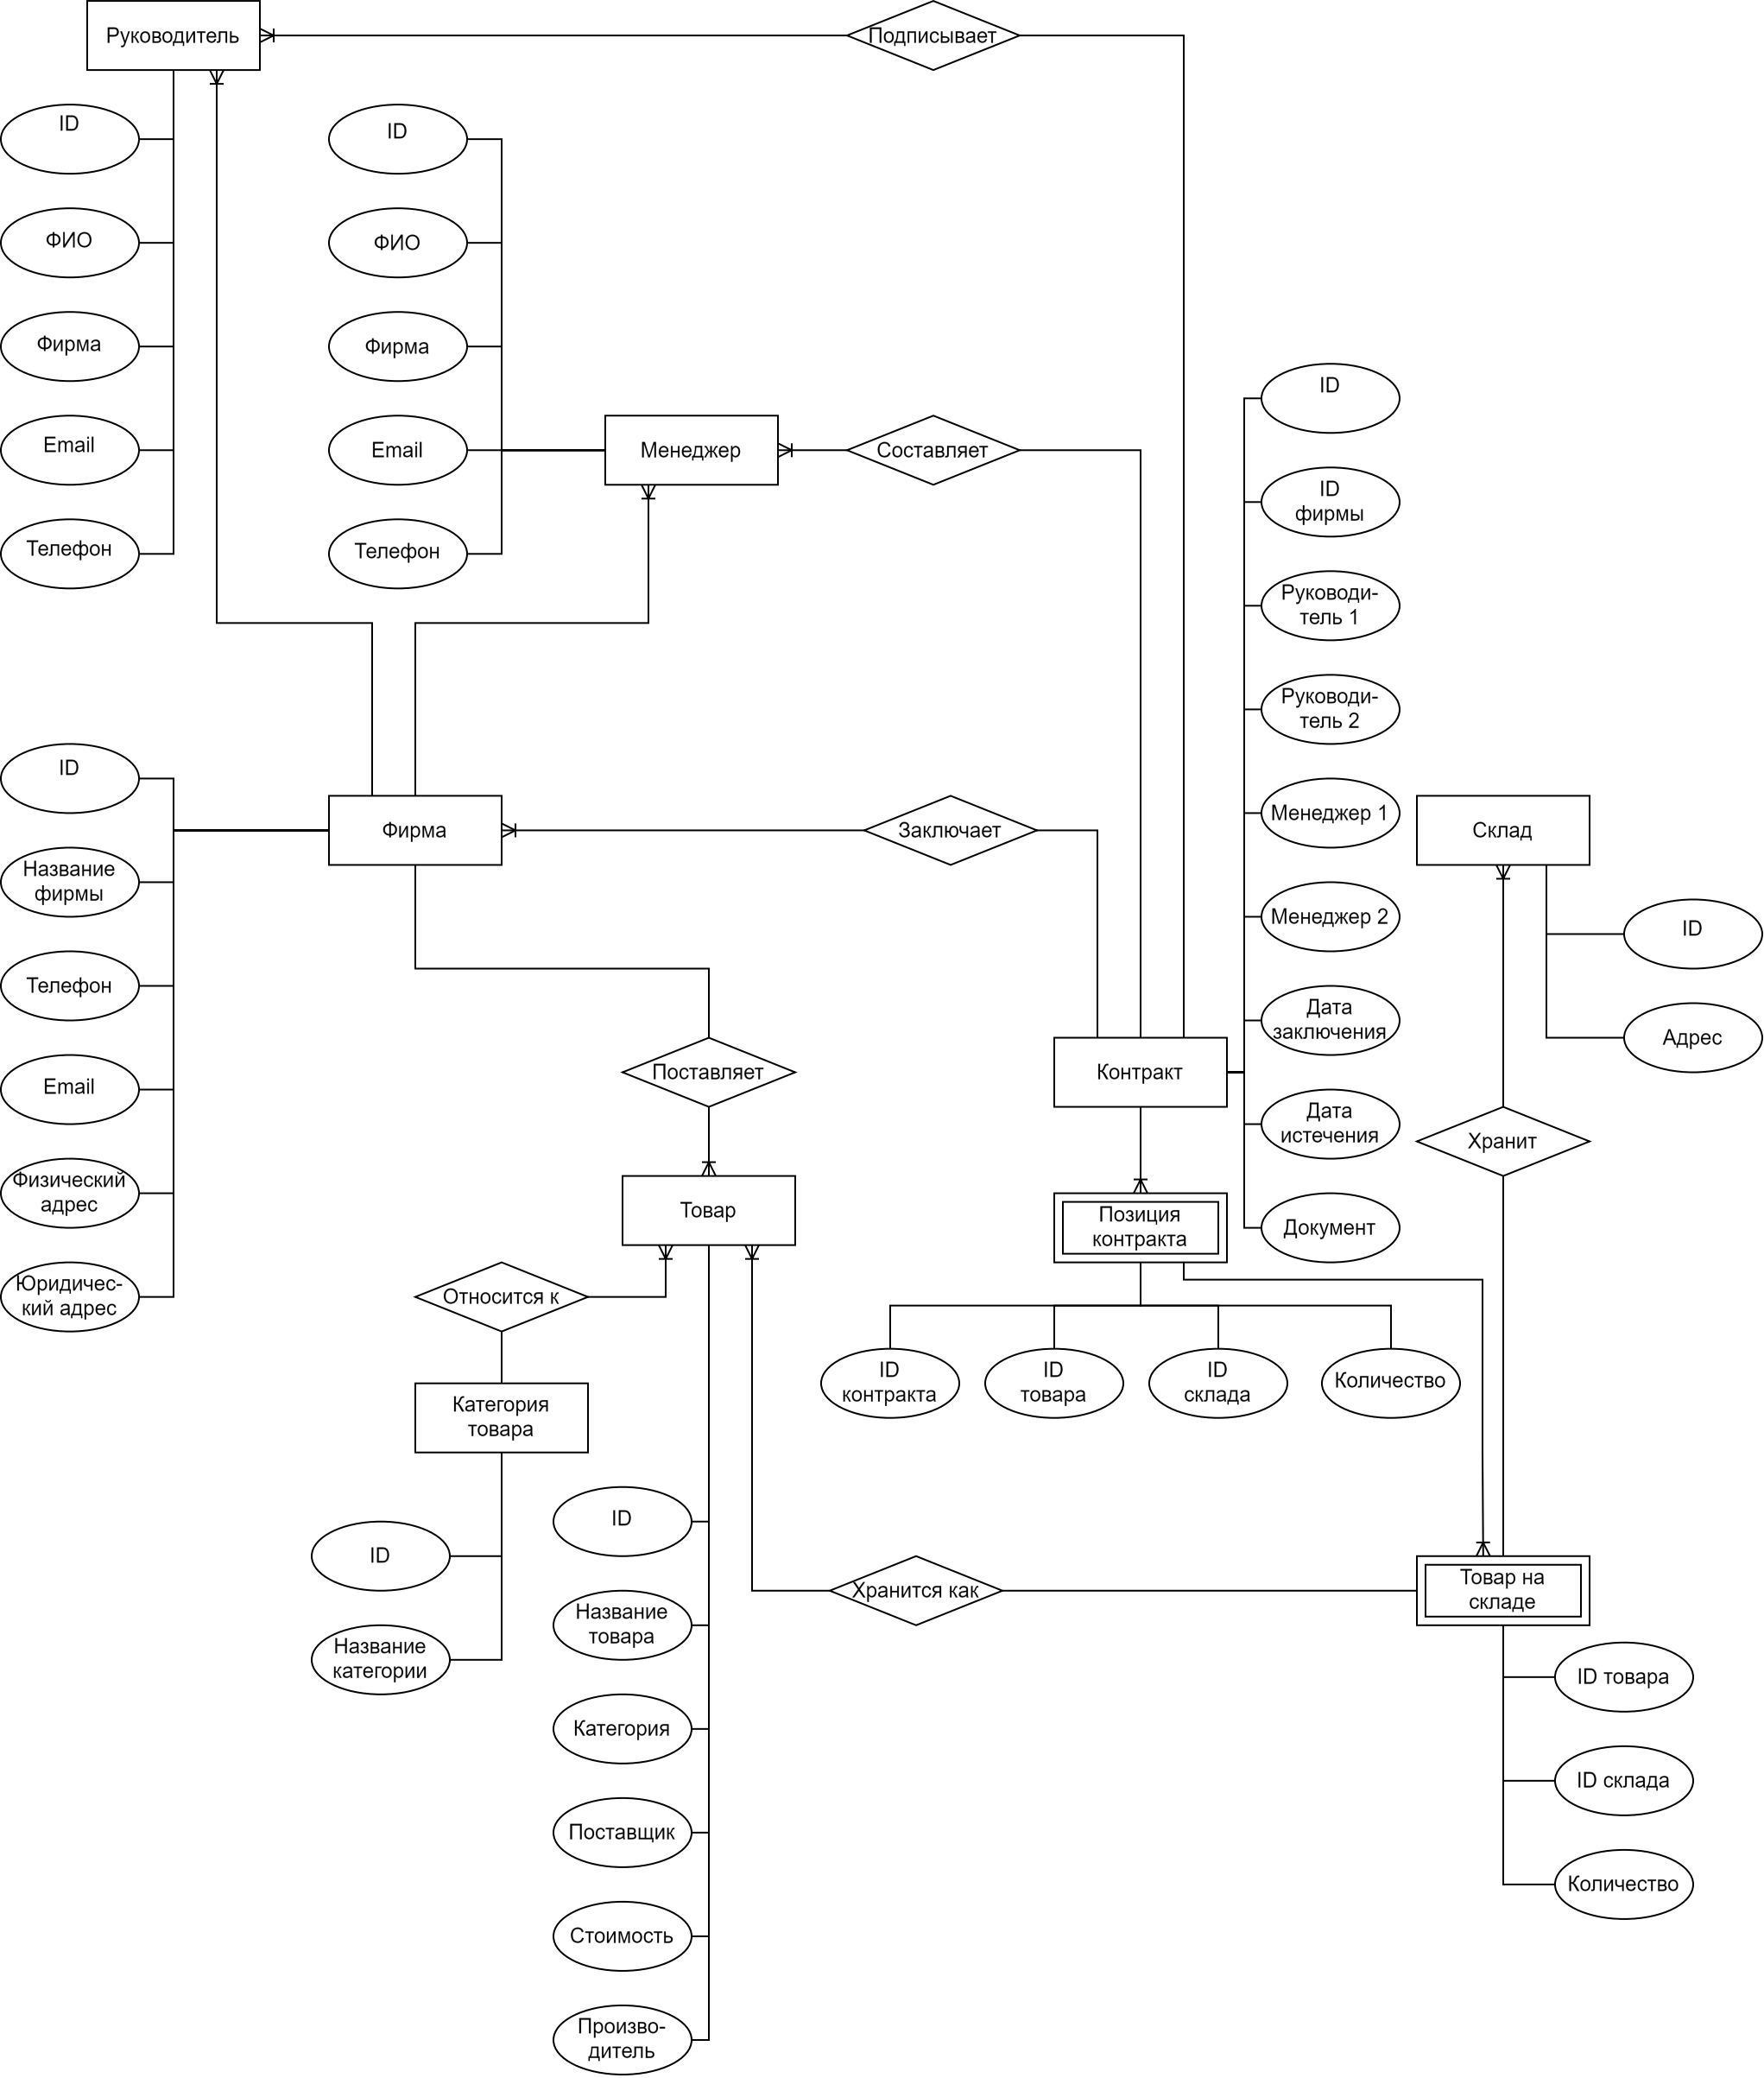 Руководитель
Подписывает
ID
ФИО
Фирма
Email
Телефон
ID
ФИО
Фирма
Email
Телефон
Менеджер
Составляет
ID
ID
фирмы
Руководи-
тель 1
Руководи-
тель 2
Менеджер 1
Менеджер 2
Дата
заключения
Дата
истечения
Документ
ID
Название
фирмы
Телефон
Email
Физический
адрес
Юридичес-
кий адрес
Фирма
Заключает
Склад
ID
Адрес
Поставляет
Контракт
Хранит
Товар
Позиция
контракта
Относится к
ID
контракта
ID
товара
ID
склада
Количество
Категория
товара
ID
Название
категории
ID
Название
товара
Категория
Поставщик
Стоимость
Произво-
дитель
Хранится как
Товар на
складе
ID товара
ID склада
Количество